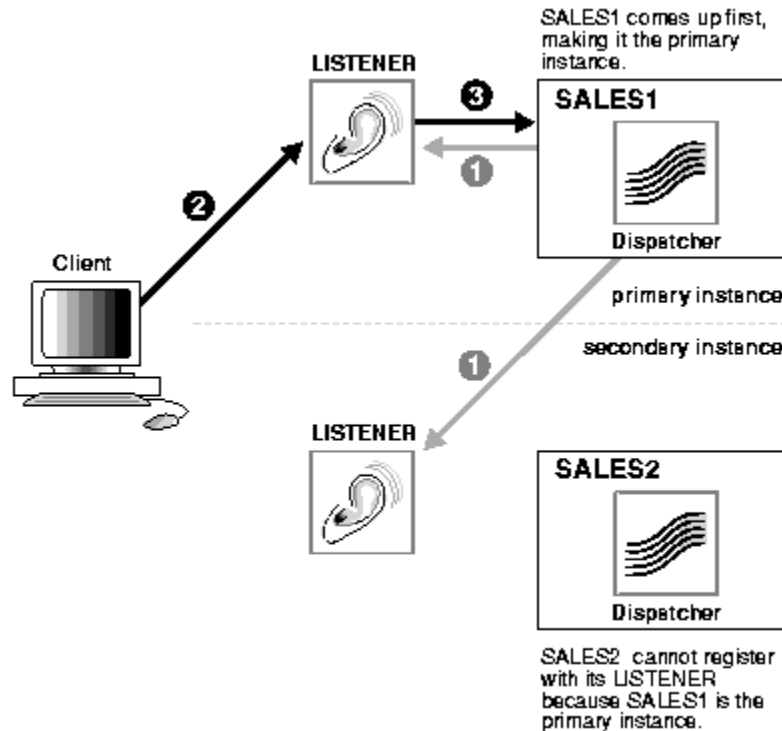 SALES1 comes up first,
making it the primary
instance.
LISTENER
SALES1
3
1
2
Dispatcher
Client
primary instance
secondary instance
1
LISTENER
SALES2
Dispatcher
SALES2 cannot register
with its LISTENER
because SALES1 is the
primary instance.